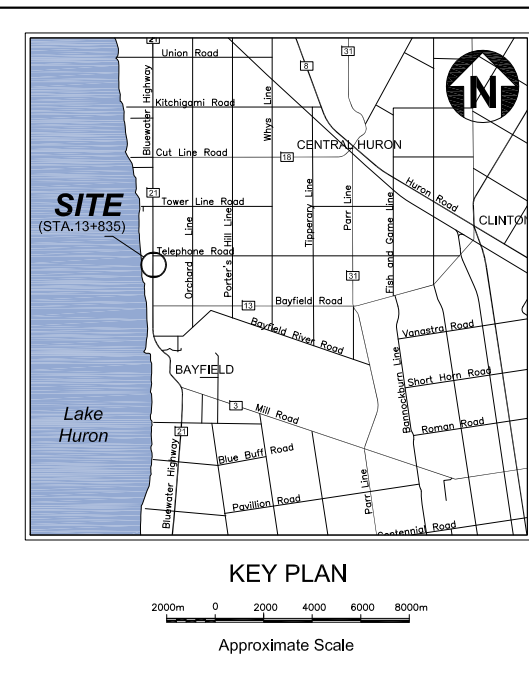 21
Union Road
31
8
N
Bluewater Highway
Kitchigami Road
Whys Line
CENTRAL HURON
Cut Line Road
18
Huron Road
SITE
(STA.13+835)
21
Tower Line Road
Orchard Line
Porter's Hill Line
Tipperary Line
Parr Line
Fish and Game Line
CLINTON
Telephone Road
31
13
Bayfield Road
Bayfield River Road
Vanastra Road
BAYFIELD
Bannockburn Line
Short Horn Road
Lake
Huron
3
Mill Road
Roman Road
21
Bluewater Highway
Blue Buff Road
Parr Line
Pavillion Road
Centennial Road
KEY PLAN
2000m 0 2000 4000 6000 8000m
Approximate Scale